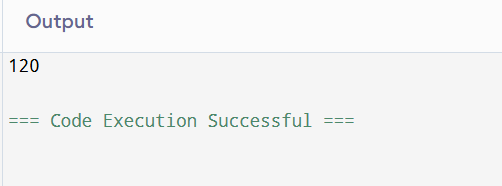 Output
120
=== Code Execution Successful ===